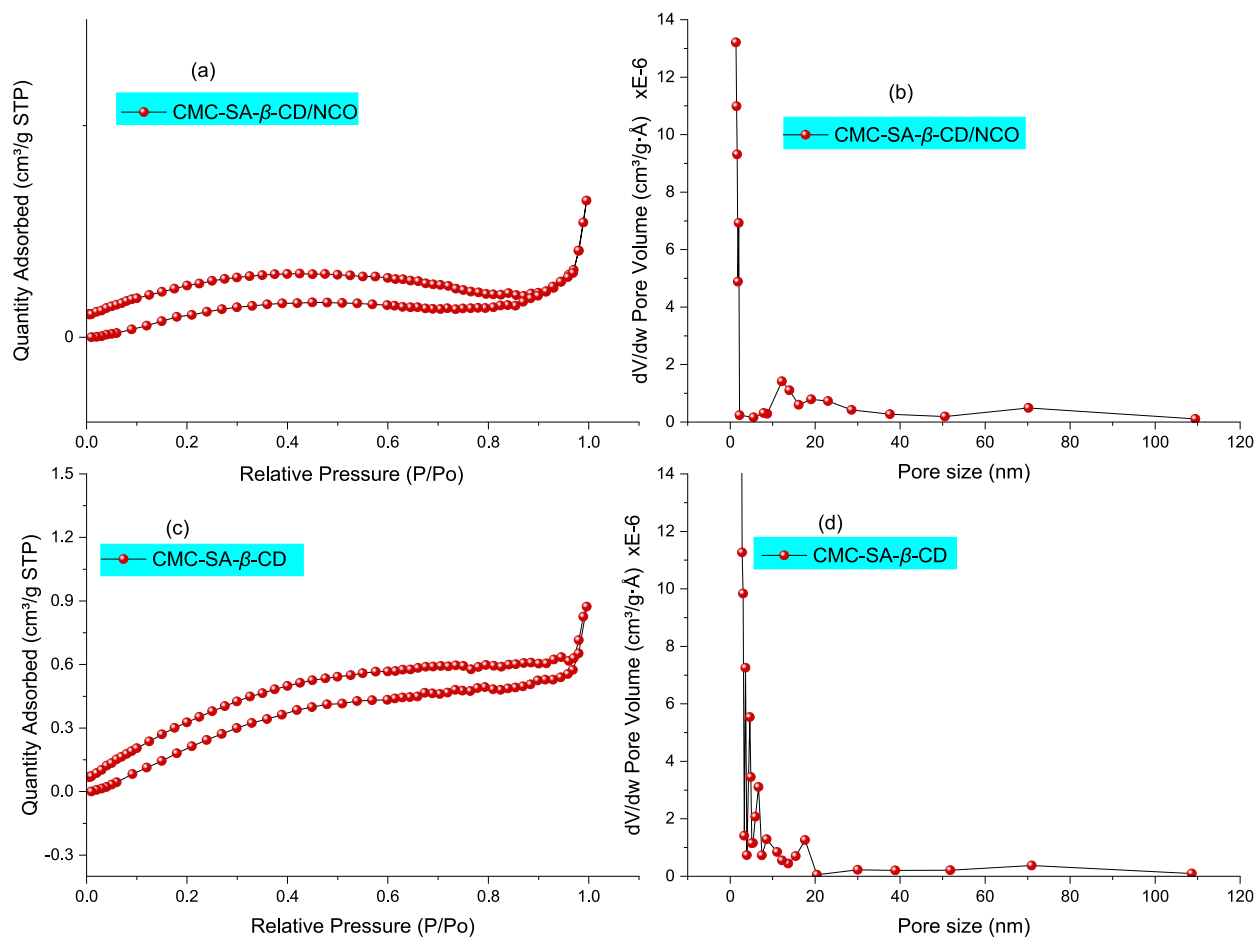 (a)
CMC-SA-β-CD/NCO
Quantity Adsorbed (cm³/g STP)
0
0.0 0.2 0.4 0.6 0.8 1.0
Relative Pressure (P/Po)
(b)
CMC-SA-β-CD/NCO
dV/dw Pore Volume (cm³/g·Å) xE-6
14
12
10
8
6
4
2
0
0 20 40 60 80 100 120
Pore size (nm)
(c)
CMC-SA-β-CD
Quantity Adsorbed (cm³/g STP)
1.5
1.2
0.9
0.6
0.3
0.0
-0.3
0.0 0.2 0.4 0.6 0.8 1.0
Relative Pressure (P/Po)
(d)
CMC-SA-β-CD
dV/dw Pore Volume (cm³/g·Å) xE-6
14
12
10
8
6
4
2
0
0 20 40 60 80 100 120
Pore size (nm)